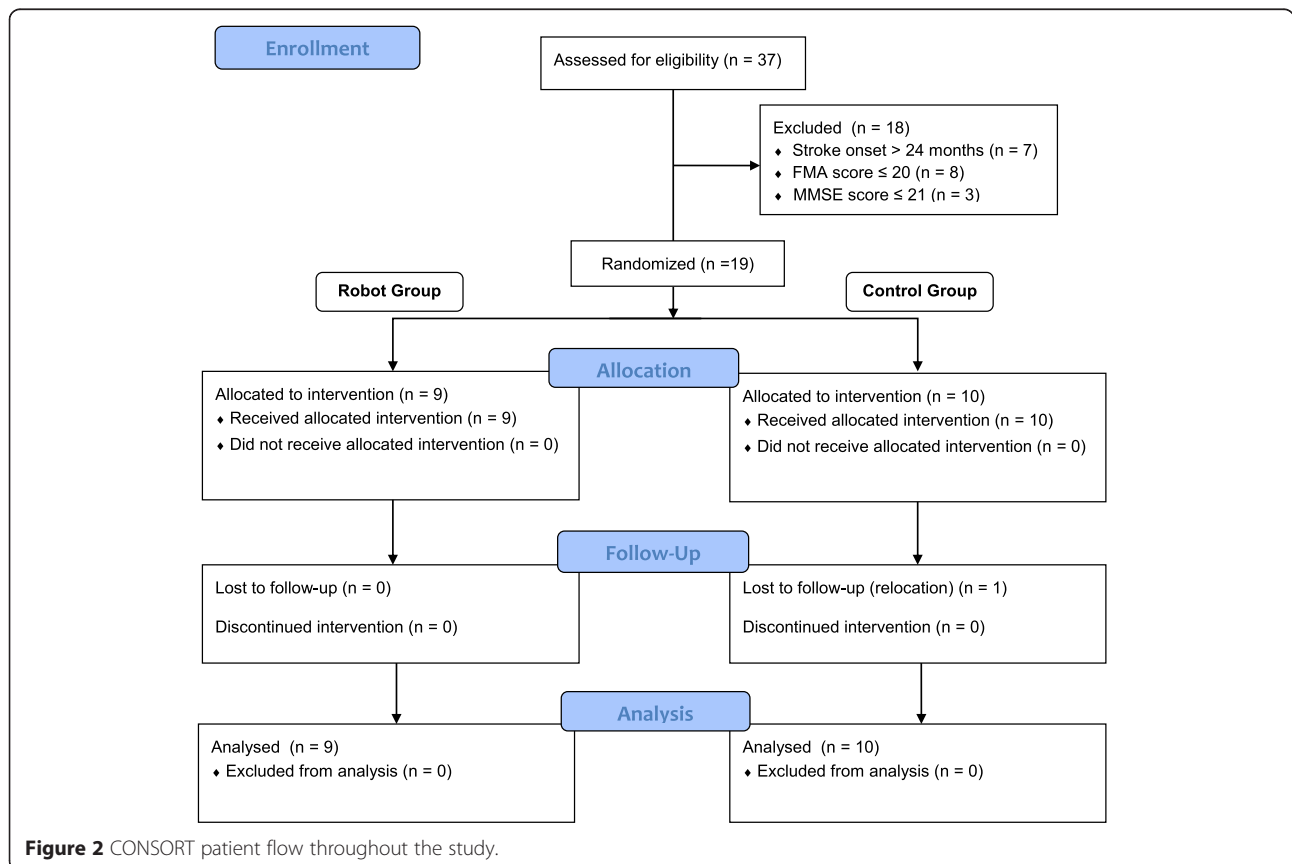 Enrollment
Assessed for eligibility (n = 37)
Excluded (n = 18)
♦ Stroke onset > 24 months (n = 7)
♦ FMA score ≤ 20 (n = 8)
♦ MMSE score ≤ 21 (n = 3)
Randomized (n =19)
Robot Group
Control Group
Allocation
Allocated to intervention (n = 9)
♦ Received allocated intervention (n = 9)
♦ Did not receive allocated intervention (n = 0)
Allocated to intervention (n = 10)
♦ Received allocated intervention (n = 10)
♦ Did not receive allocated intervention (n = 0)
Follow-Up
Lost to follow-up (n = 0)
Discontinued intervention (n = 0)
Lost to follow-up (relocation) (n = 1)
Discontinued intervention (n = 0)
Analysis
Analysed (n = 9)
♦ Excluded from analysis (n = 0)
Analysed (n = 10)
♦ Excluded from analysis (n = 0)
Figure 2 CONSORT patient flow throughout the study.